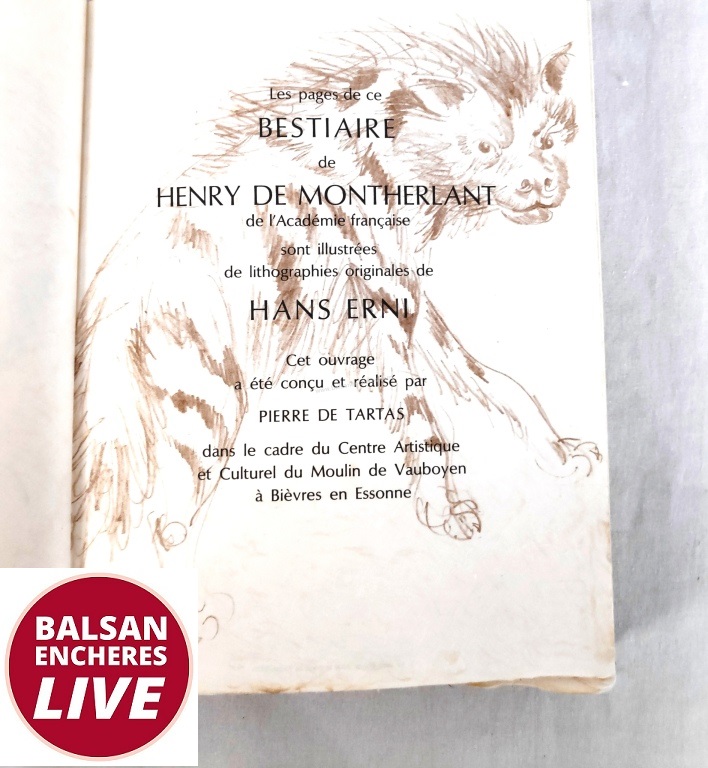 Les pages de ce
BESTIAIRE
de
HENRY DE MONTHERLANT
de l'Académie française
sont illustrées
de lithographies originales de
HANS ERNI
Cet ouvrage
a été conçu et réalisé par
PIERRE DE TARTAS
dans le cadre du Centre Artistique
et Culturel du Moulin de Vauboyen
à Bièvres en Essonne
BALSAN
ENCHERES
LIVE